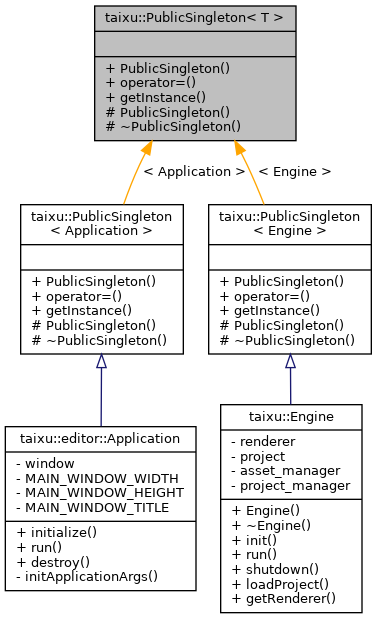 taixu::PublicSingleton< T >
+ PublicSingleton()
+ operator=()
+ getInstance()
# PublicSingleton()
# ~PublicSingleton()
< Application >
< Engine >
taixu::PublicSingleton
< Application >
+ PublicSingleton()
+ operator=()
+ getInstance()
# PublicSingleton()
# ~PublicSingleton()
taixu::PublicSingleton
< Engine >
+ PublicSingleton()
+ operator=()
+ getInstance()
# PublicSingleton()
# ~PublicSingleton()
taixu::editor::Application
- window
- MAIN_WINDOW_WIDTH
- MAIN_WINDOW_HEIGHT
- MAIN_WINDOW_TITLE
+ initialize()
+ run()
+ destroy()
- initApplicationArgs()
taixu::Engine
- renderer
- project
- asset_manager
- project_manager
+ Engine()
+ ~Engine()
+ init()
+ run()
+ shutdown()
+ loadProject()
+ getRenderer()